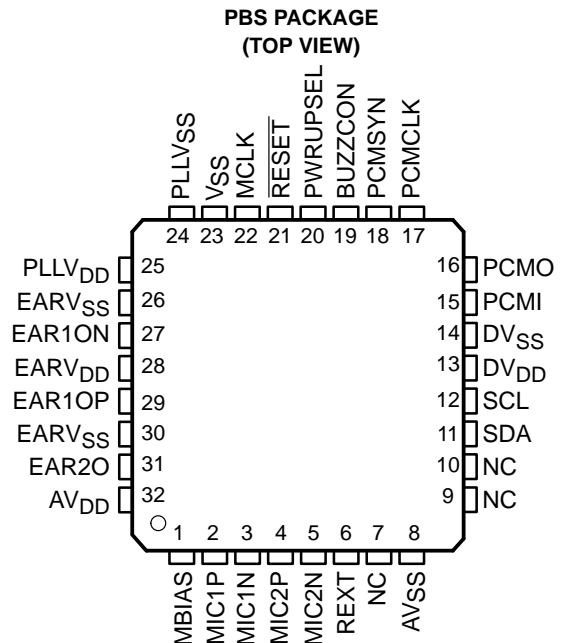 PBS PACKAGE
(TOP VIEW)
PLLVSS
VSS
MCLK
RESET
PWRUPSEL
BUZZCON
PCMSYN
PCMCLK
24 23 22 21 20 19 18 17
PLLVDD 25
EARVSS 26
EAR1ON 27
EARVDD 28
EAR1OP 29
EARVSS 30
EAR2O 31
AVDD 32
16 PCMO
15 PCMI
14 DVSS
13 DVDD
12 SCL
11 SDA
10 NC
9 NC
1 2 3 4 5 6 7 8
MBIAS
MIC1P
MIC1N
MIC2P
MIC2N
REXT
NC
AVSS